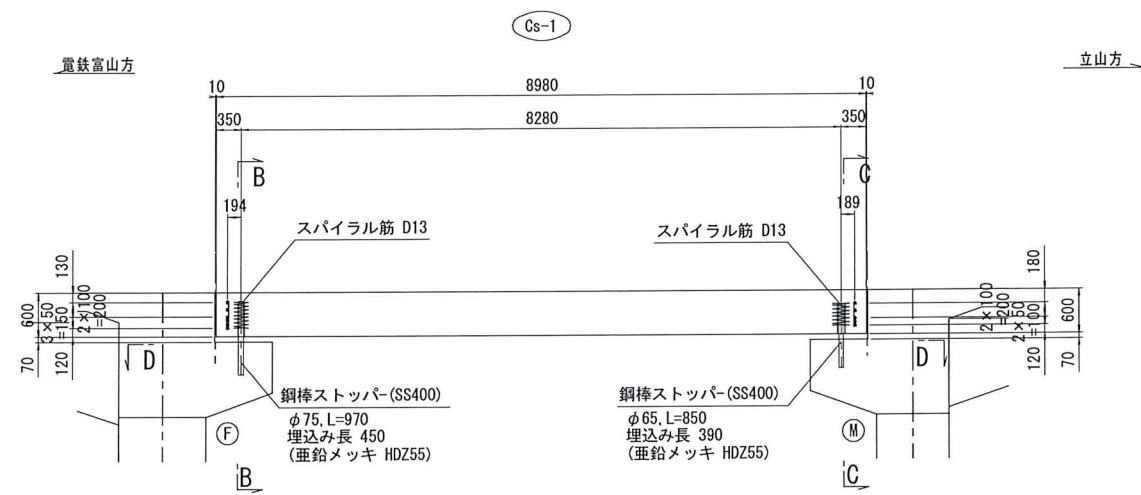 Cs-1
電鉄富山方
立山方
10
8980
10
350
8280
350
B
C
194
189
スパイラル筋 D13
スパイラル筋 D13
130
600
3×50
=150
2×100
=200
70
120
180
2×100
=200
2×50
=100
600
120
70
D
D
鋼棒ストッパー(SS400)
φ75,L=970
埋込み長 450
(亜鉛メッキ HDZ55)
鋼棒ストッパー(SS400)
φ65,L=850
埋込み長 390
(亜鉛メッキ HDZ55)
F
M
B
C